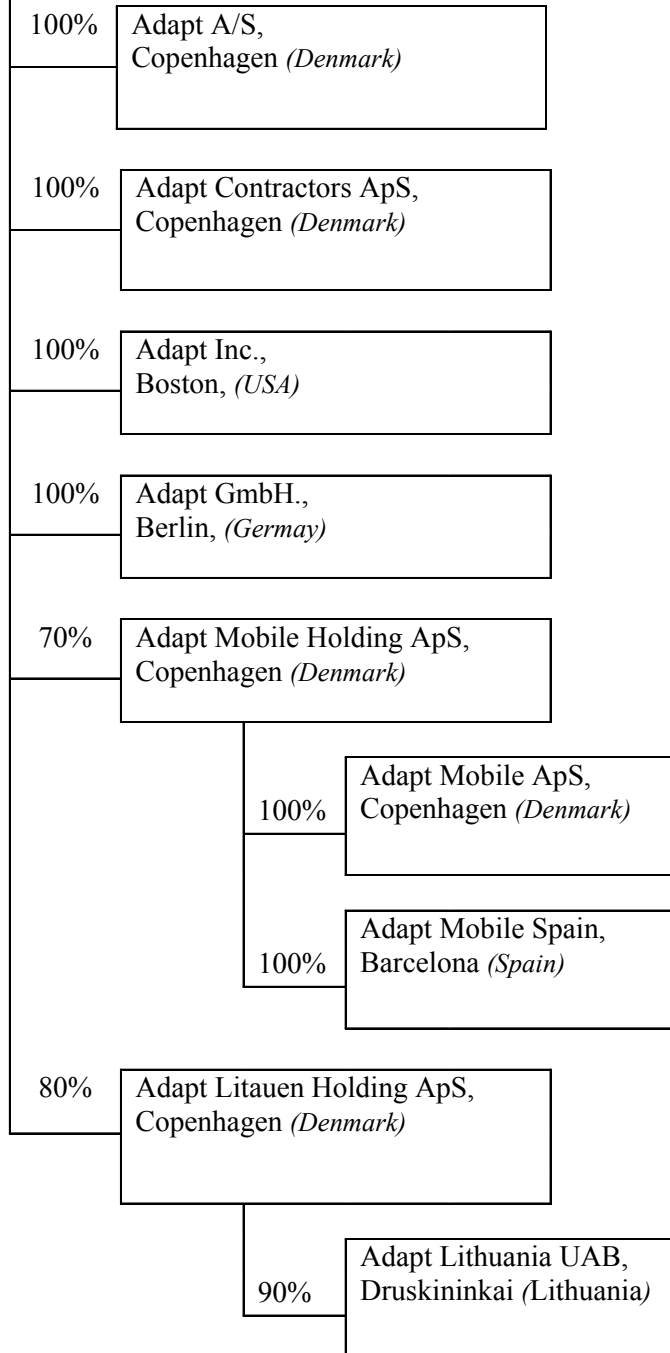 100%
Adapt A/S,
Copenhagen (Denmark)
100%
Adapt Contractors ApS,
Copenhagen (Denmark)
100%
Adapt Inc.,
Boston, (USA)
100%
Adapt GmbH.,
Berlin, (Germay)
70%
Adapt Mobile Holding ApS,
Copenhagen (Denmark)
100%
Adapt Mobile ApS,
Copenhagen (Denmark)
100%
Adapt Mobile Spain,
Barcelona (Spain)
80%
Adapt Litauen Holding ApS,
Copenhagen (Denmark)
90%
Adapt Lithuania UAB,
Druskininkai (Lithuania)